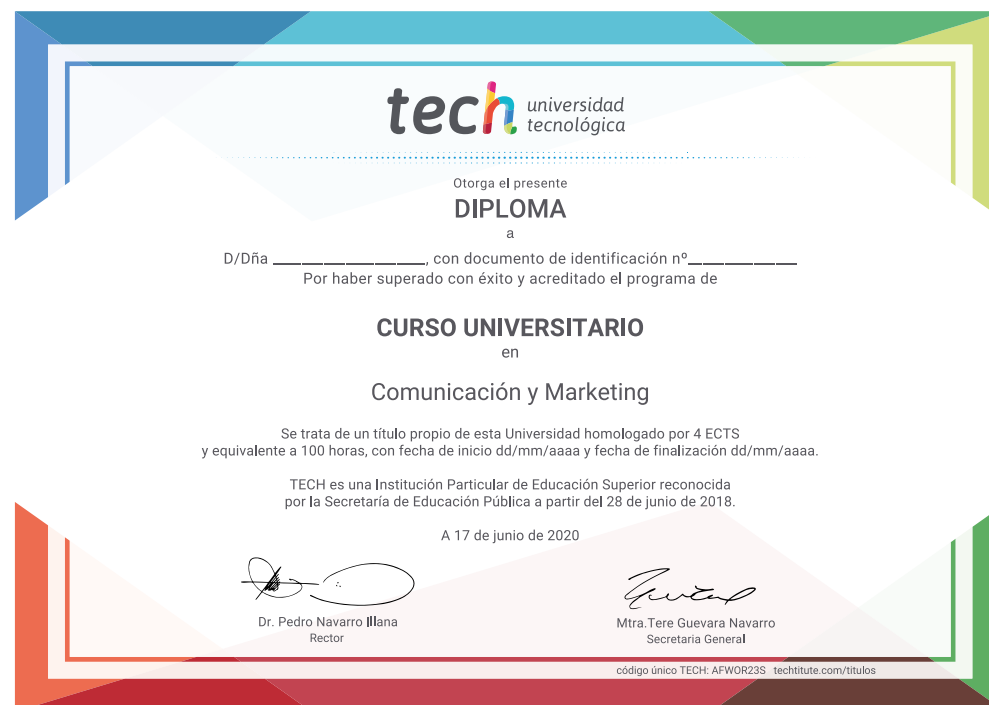 tech universidad
tecnológica
Otorga el presente
DIPLOMA
a
D/Dña ____________________, con documento de identificación nº______________
Por haber superado con éxito y acreditado el programa de
CURSO UNIVERSITARIO
en
Comunicación y Marketing
Se trata de un título propio de esta Universidad homologado por 4 ECTS
y equivalente a 100 horas, con fecha de inicio dd/mm/aaaa y fecha de finalización dd/mm/aaaa.
TECH es una Institución Particular de Educación Superior reconocida
por la Secretaría de Educación Pública a partir del 28 de junio de 2018.
A 17 de junio de 2020
Dr. Pedro Navarro Illana
Rector
Mtra.Tere Guevara Navarro
Secretaria General
código único TECH: AFWOR23S techtitute.com/titulos